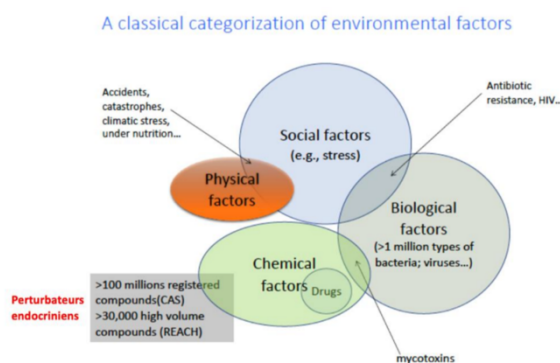 A classical categorization of environmental factors
Accidents,
catastrophes,
climatic stress,
under nutrition...
Antibiotic
resistance, HIV..
Social factors
(e.g., stress)
Physical
factors
Biological
factors
(>1 million types of
bacteria; viruses...)
Chemical
factors
Drugs
Perturbateurs
endocriniens
>100 millions registered
compounds(CAS)
>30,000 high volume
compounds (REACH)
mycotoxins